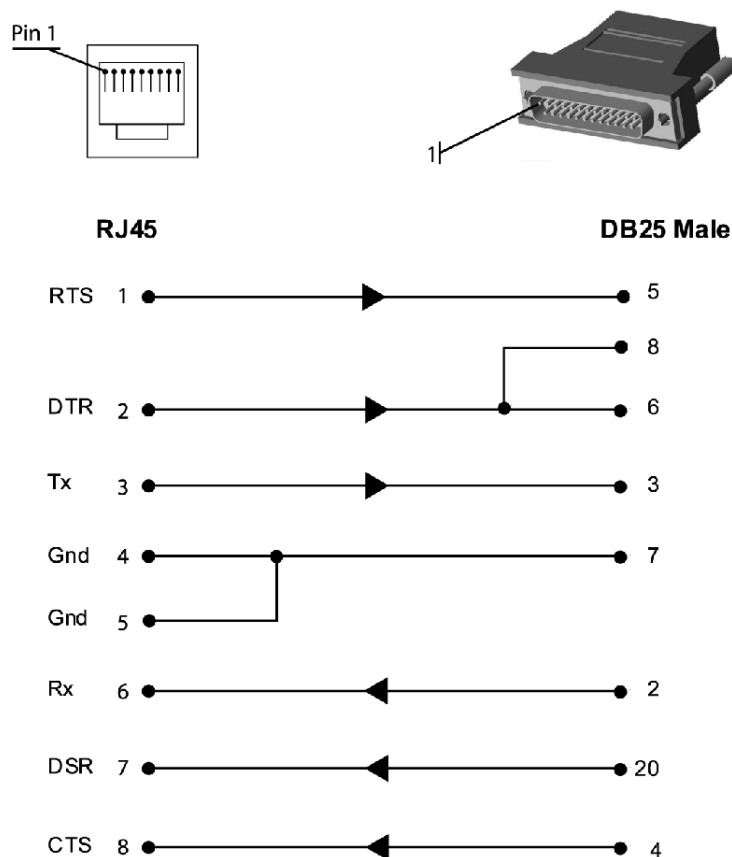 Pin 1
1
RJ45 DB25 Male
RTS 1 5
8
DTR 2 6
Tx 3 3
Gnd 4 7
Gnd 5
Rx 6 2
DSR 7 20
CTS 8 4